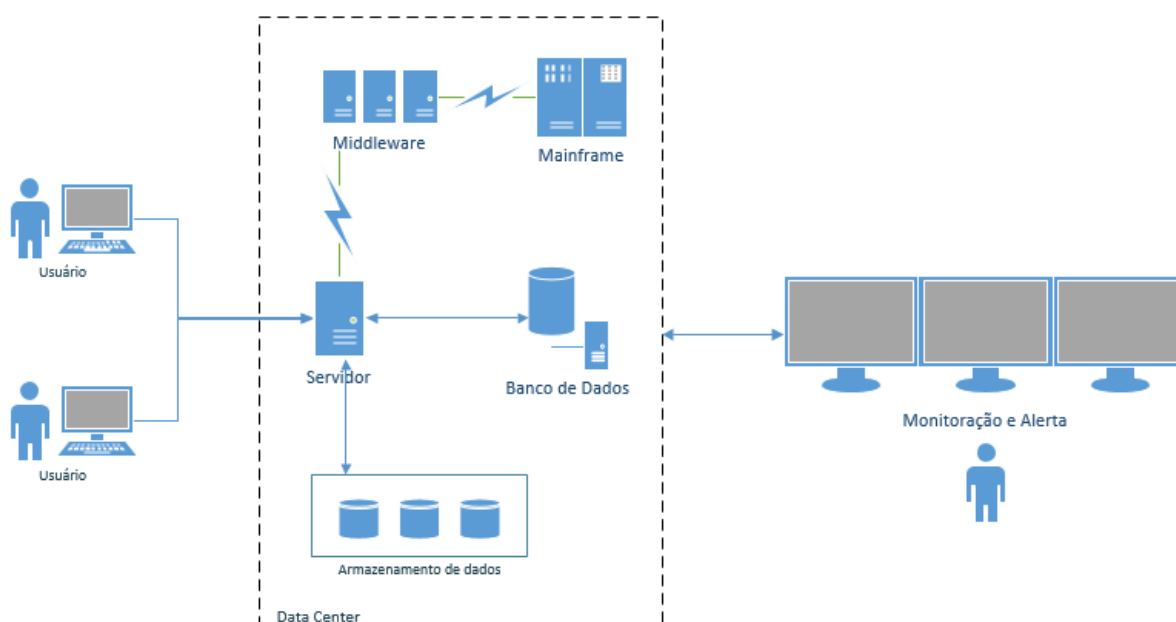 Middleware
Mainframe
Usuário
Servidor
Banco de Dados
Monitoração e Alerta
Usuário
Armazenamento de dados
Data Center